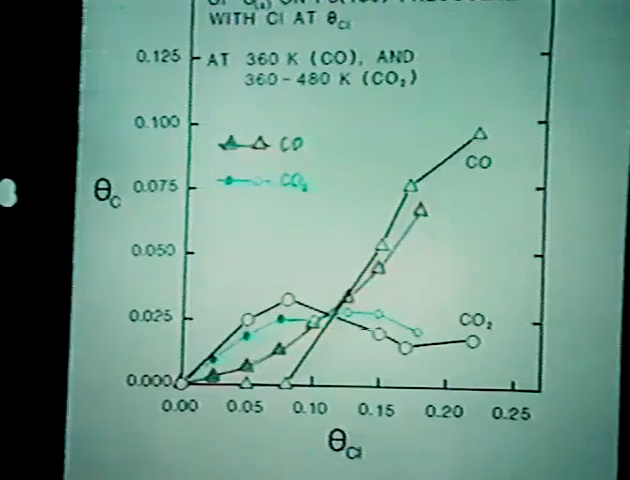 WITH Cl AT θCl
AT 360 K (CO), AND
360-480 K (CO₂)
CO
CO₂
CO
CO₂
θC
0.125
0.100
0.075
0.050
0.025
0.000
0.00 0.05 0.10 0.15 0.20 0.25
θCl